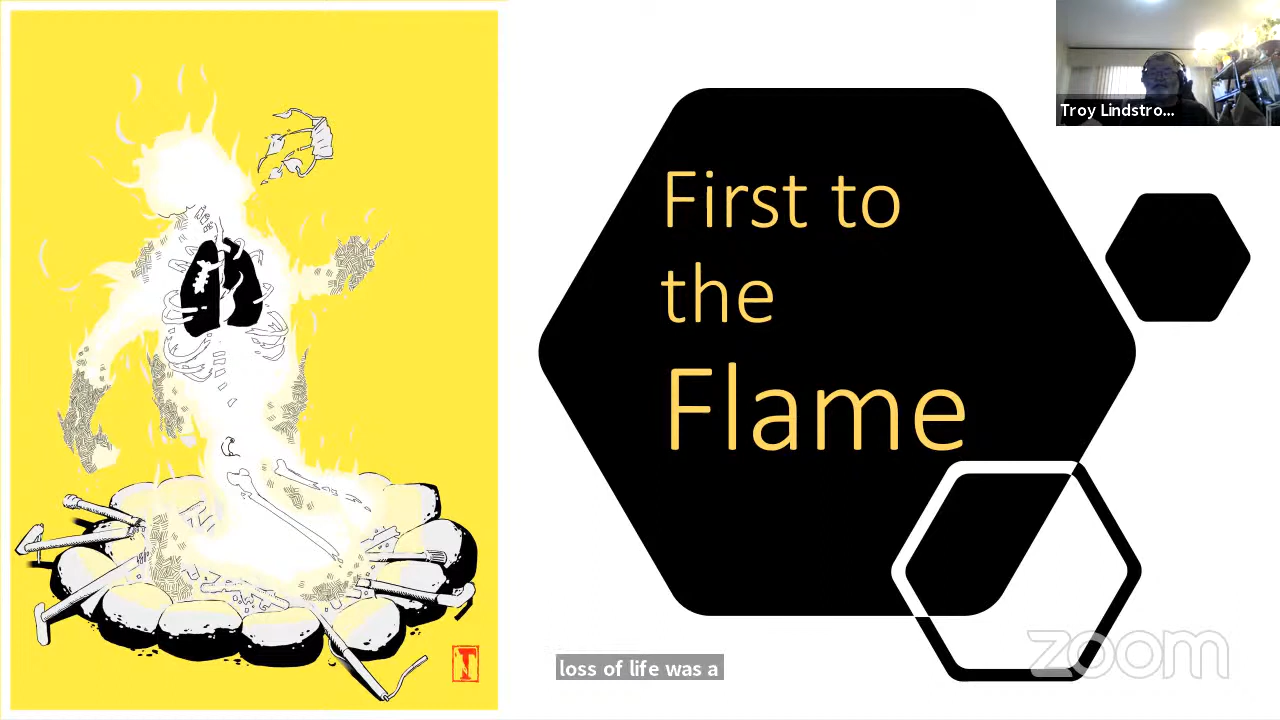 Troy Lindstro...
First to
the
Flame
loss of life was a
zoom
T